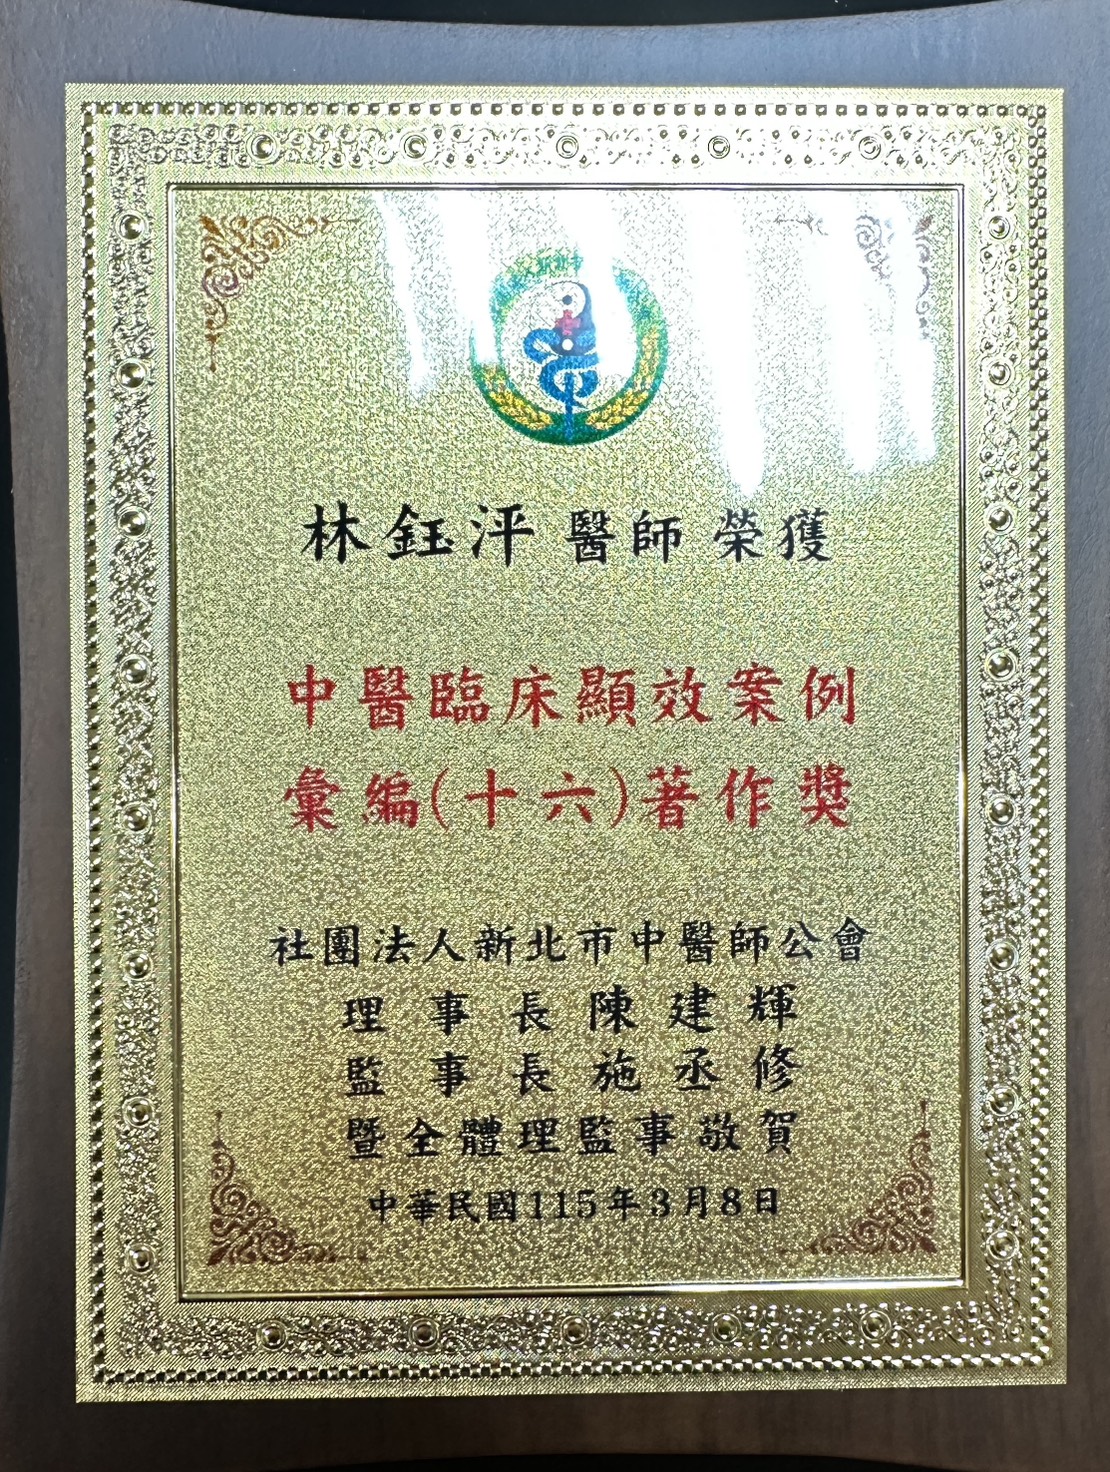 林鈺泙 醫師 榮獲
中醫臨床顯效案例
彙編(十六)著作獎
社團法人新北市中醫師公會
理事長陳建輝
監事長施丞修
暨全體理監事敬賀
中華民國115年3月8日